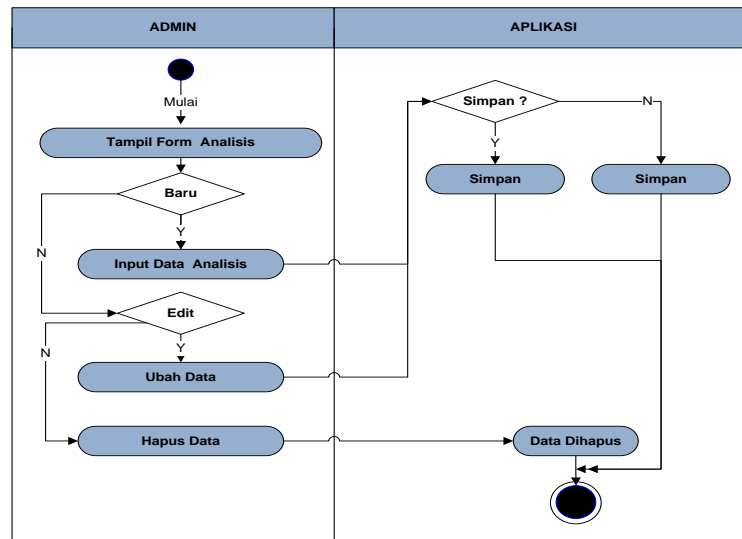 ADMIN
APLIKASI
Mulai
Tampil Form Analisis
Baru
N
Y
Input Data Analisis
Edit
N
Y
Ubah Data
Hapus Data
Simpan ?
N
Y
Simpan
Simpan
Data Dihapus